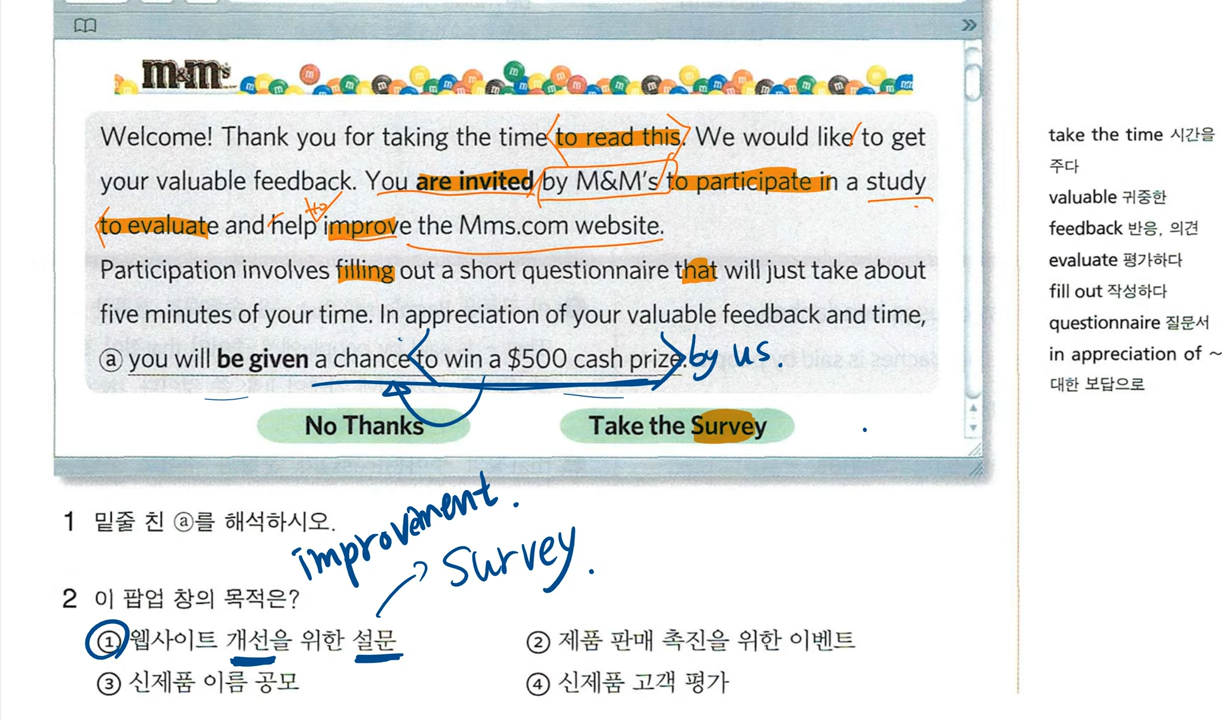 m&m's
Welcome! Thank you for taking the time to read this. We would like to get
your valuable feedback. You are invited by M&M's to participate in a study
to
to evaluate and help improve the Mms.com website.
Participation involves filling out a short questionnaire that will just take about
five minutes of your time. In appreciation of your valuable feedback and time,
ⓐ you will be given a chance to win a $500 cash prize. by us.
No Thanks Take the Survey
take the time 시간을
주다
valuable 귀중한
feedback 반응, 의견
evaluate 평가하다
fill out 작성하다
questionnaire 질문서
in appreciation of ~
대한 보답으로
1 밑줄 친 ⓐ를 해석하시오.
improvement.
survey.
2 이 팝업 창의 목적은?
① 웹사이트 개선을 위한 설문 ② 제품 판매 촉진을 위한 이벤트
③ 신제품 이름 공모 ④ 신제품 고객 평가